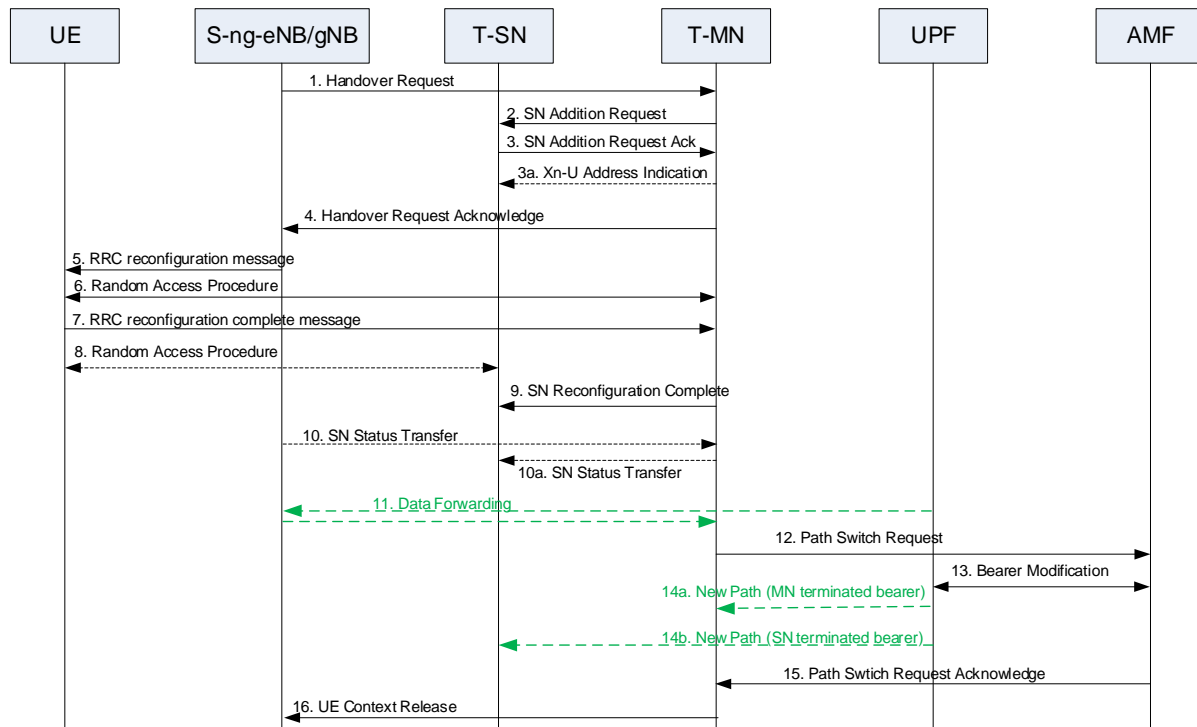 UE
S-ng-eNB/gNB
T-SN
T-MN
UPF
AMF
1. Handover Request
2. SN Addition Request
3. SN Addition Request Ack
3a. Xn-U Address Indication
4. Handover Request Acknowledge
5. RRC reconfiguration message
6. Random Access Procedure
7. RRC reconfiguration complete message
8. Random Access Procedure
9. SN Reconfiguration Complete
10. SN Status Transfer
10a. SN Status Transfer
11. Data Forwarding
12. Path Switch Request
13. Bearer Modification
14a. New Path (MN terminated bearer)
14b. New Path (SN terminated bearer)
15. Path Swtich Request Acknowledge
16. UE Context Release